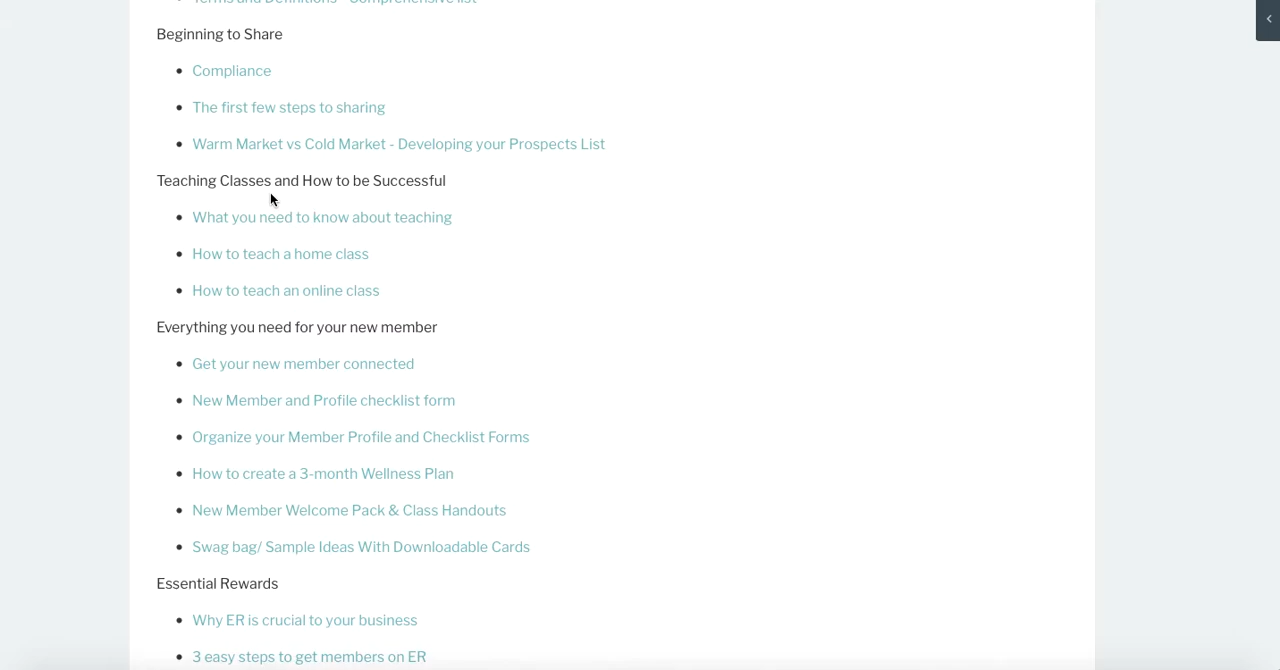 Terms and Definitions - Comprehensive list
Beginning to Share
Compliance
The first few steps to sharing
Warm Market vs Cold Market - Developing your Prospects List
Teaching Classes and How to be Successful
What you need to know about teaching
How to teach a home class
How to teach an online class
Everything you need for your new member
Get your new member connected
New Member and Profile checklist form
Organize your Member Profile and Checklist Forms
How to create a 3-month Wellness Plan
New Member Welcome Pack & Class Handouts
Swag bag/ Sample Ideas With Downloadable Cards
Essential Rewards
Why ER is crucial to your business
3 easy steps to get members on ER